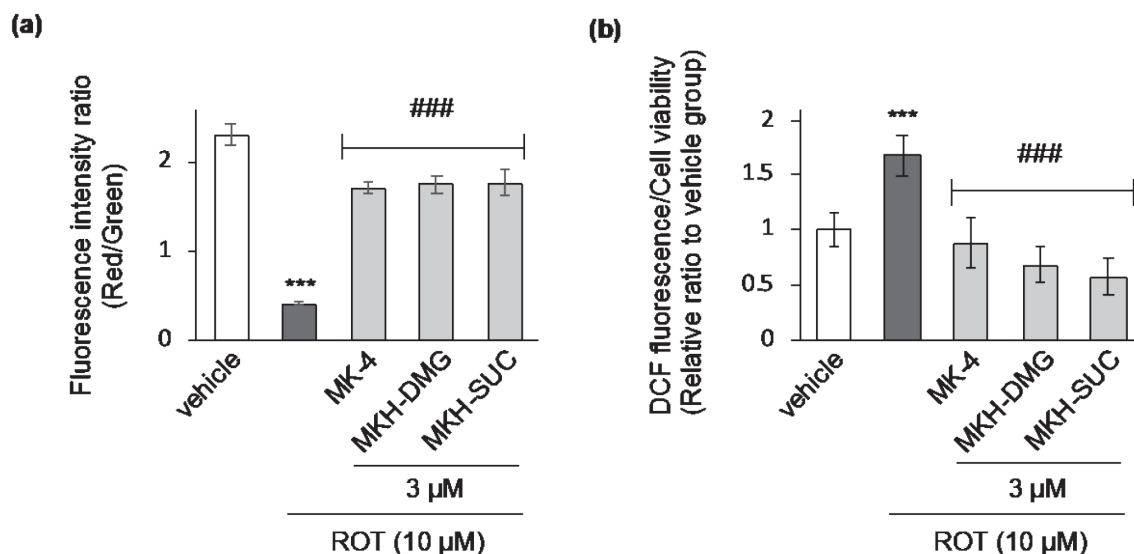 (a)
Fluorescence intensity ratio
(Red/Green)
2
1
0
***
###
vehicle
MK-4
MKH-DMG
MKH-SUC
3 µM
ROT (10 µM)
(b)
DCF fluorescence/Cell viability
(Relative ratio to vehicle group)
2
1.5
1
0.5
0
***
###
vehicle
MK-4
MKH-DMG
MKH-SUC
3 µM
ROT (10 µM)